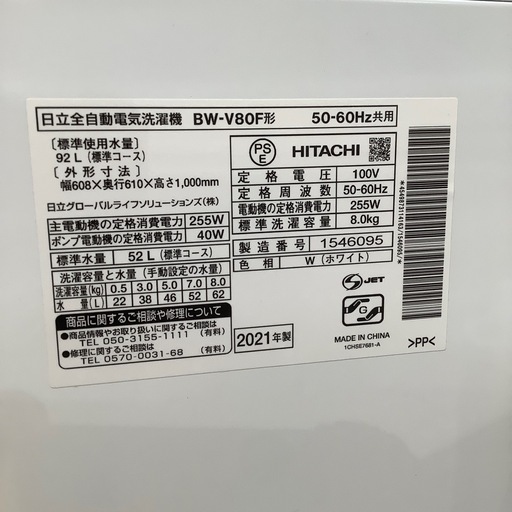 日立全自動電気洗濯機 BW-V80F形 50-60Hz共用
〔標準使用水量〕
92 L (標準コース)
〔外形寸法〕
幅608×奥行610×高さ1,000mm
日立グローバルライフソリューションズ(株)
主電動機の定格消費電力 255W
ポンプ電動機の定格消費電力 40W
標準水量 52 L (標準コース)
洗濯容量と水量 (手動設定の水量)
洗濯容量(kg) 0.5 3.0 5.0 7.0 8.0
水量(L) 22 38 46 52 62
商品に関するご相談や修理について
●商品情報やお取り扱いに関するご相談は
TEL 050-3155-1111 (有料)
●修理に関するご相談は
TEL 0570-0031-68 (有料)
PS
E
HITACHI
定格電圧 100V
定格周波数 50-60Hz
電動機の定格消費電力 255W
標準洗濯容量 8.0kg
製造番号 1546095
色相 W (ホワイト)
2021年製
S JET
G
MADE IN CHINA
1CHSE7681-A
>PP<
*4549873114163/1546095/*